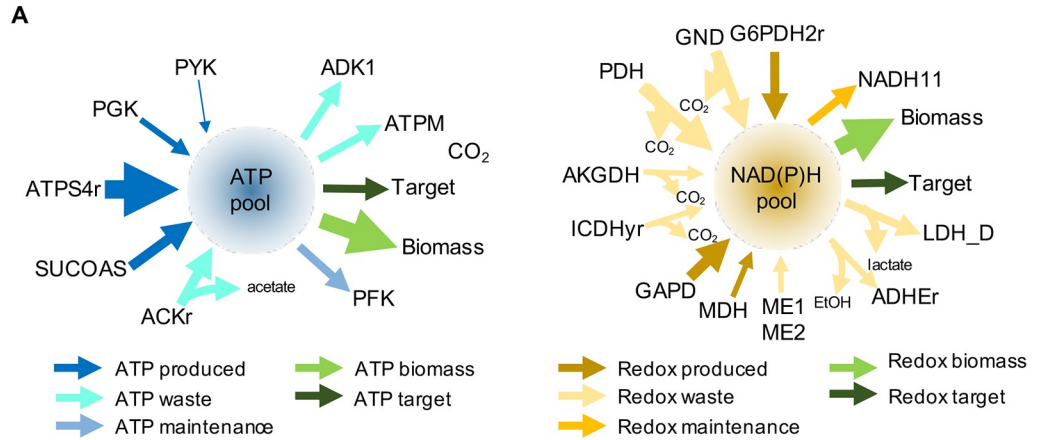 A
PYK
ADK1
PGK
ATPM
CO2
ATPS4r
ATP
pool
Target
Biomass
SUCOAS
acetate
PFK
ACKr
ATP produced
ATP waste
ATP maintenance
ATP biomass
ATP target
GND
G6PDH2r
PDH
NADH11
CO2
Biomass
CO2
AKGDH
NAD(P)H
pool
Target
CO2
ICDHyr
CO2
LDH_D
lactate
GAPD
MDH
ME1
ME2
EtOH
ADHEr
Redox produced
Redox waste
Redox maintenance
Redox biomass
Redox target